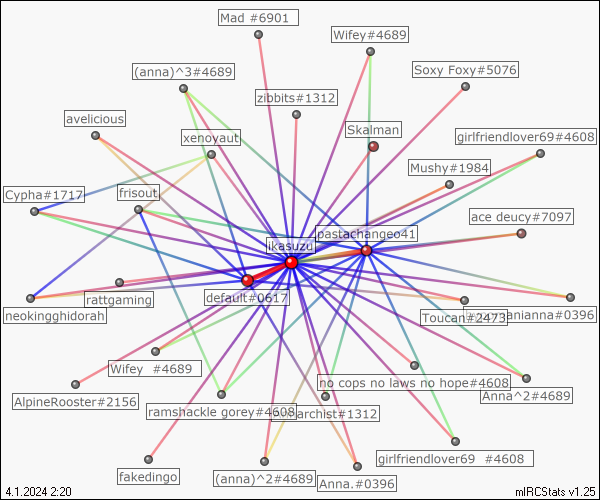 Mad #6901
Wifey#4689
(anna)^3#4689
Soxy Foxy#5076
zibbits#1312
avelicious
Skalman
xenoyaut
girlfriendlover69#4608
Mushy#1984
Cypha#1717
frisout
ace deucy#7097
pastachangeo41
ikasuzu
default#0617
rattgaming
neokingghidorah
Toucan#2473
anianna#0396
Wifey #4689
no cops no laws no hope#4608
Anna^2#4689
AlpineRooster#2156
ramshackle gorey#4608
archist#1312
girlfriendlover69 #4608
fakedingo
(anna)^2#4689
Anna.#0396
4.1.2024 2:20
mIRCStats v1.25